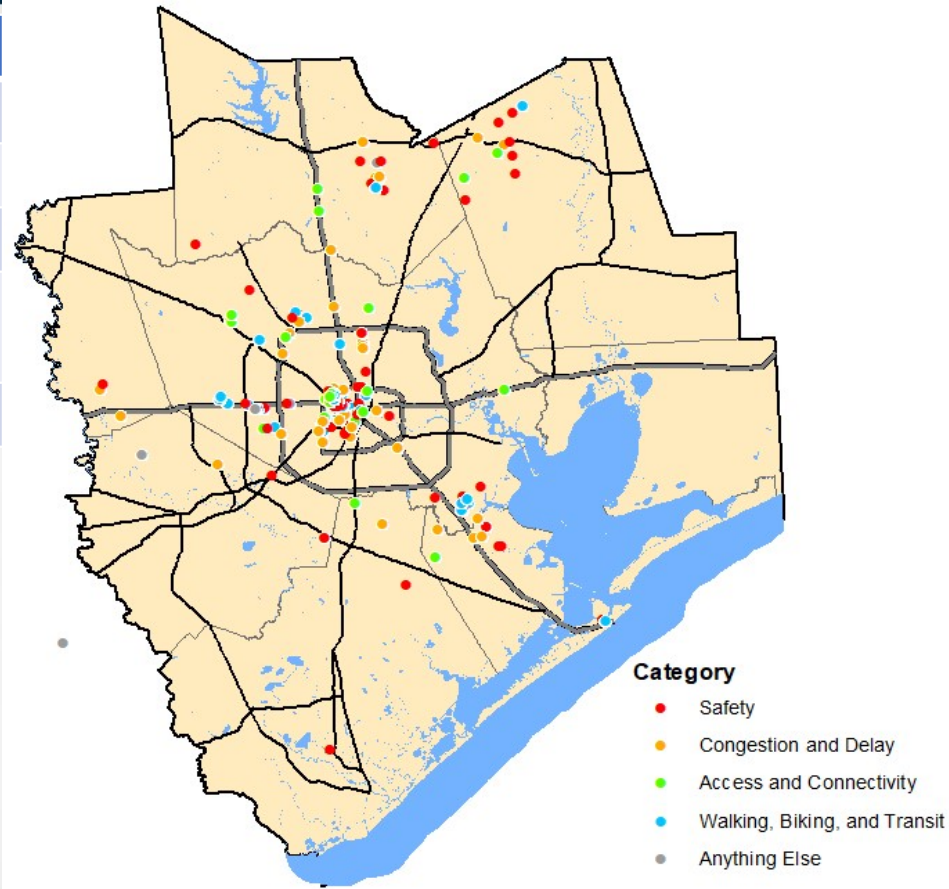 Category
Safety
Congestion and Delay
Access and Connectivity
Walking, Biking, and Transit
Anything Else